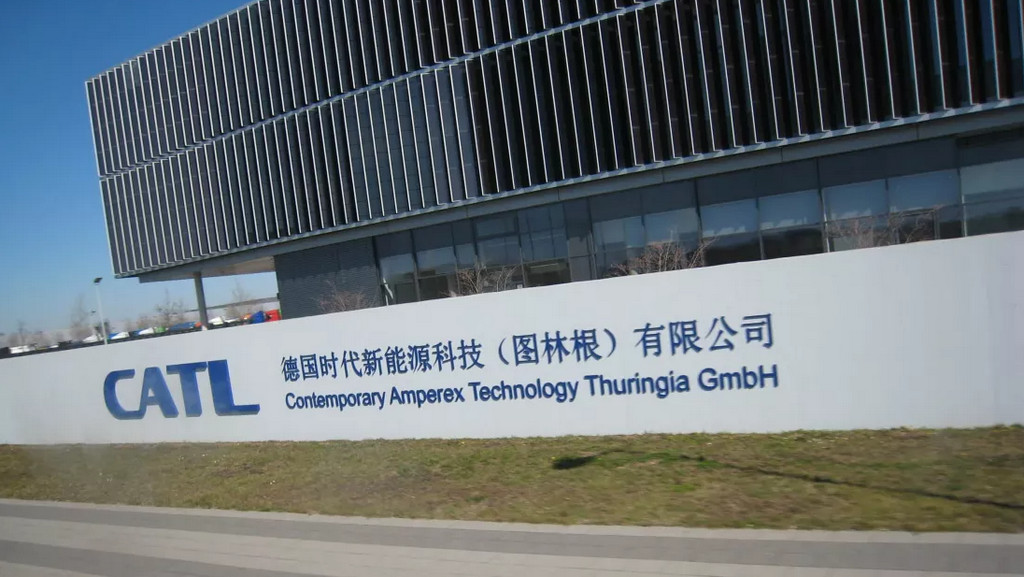 CATL
德国时代新能源科技（图林根）有限公司
Contemporary Amperex Technology Thuringia GmbH